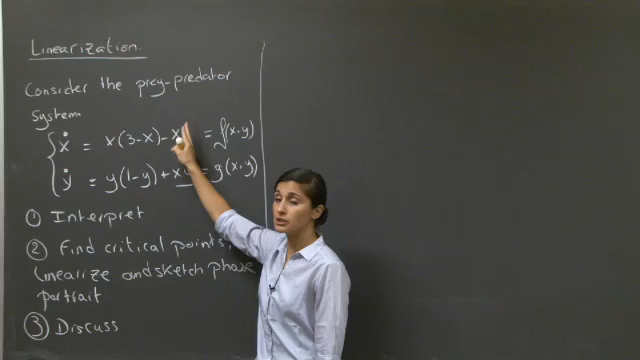 Linearization.
Consider the prey-predator
system
ẋ = x(3-x) - x = f(x,y)
ẏ = y(1-y) + xy = g(x,y)
① Interpret
② Find critical points,
linearize and sketch phase
portrait
③ Discuss